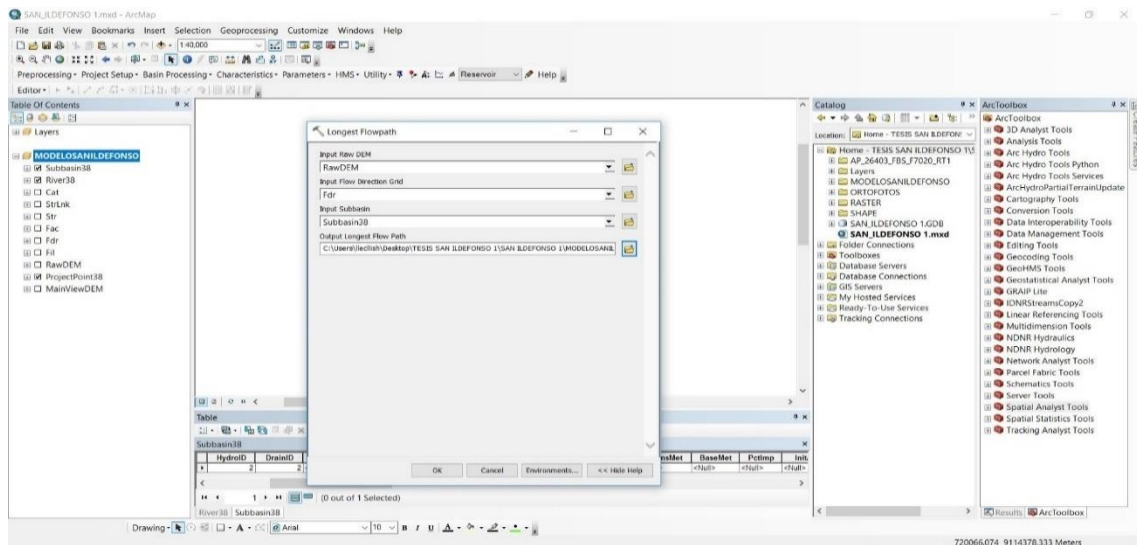 SAN_ILDEFONSO 1.mxd - ArcMap
File Edit View Bookmarks Insert Selection Geoprocessing Customize Windows Help
1:40,000
Preprocessing Project Setup Basin Processing Characteristics Parameters HMS Utility Reservoir Help
Editor
Table Of Contents
Layers
MODELOSANILDEFONSO
Subbasin38
River38
Cat
StrLnk
Str
Fac
Fdr
Fil
RawDEM
ProjectPoint38
MainViewDEM
Longest Flowpath
Input Raw DEM
RawDEM
Input Flow Direction Grid
Fdr
Input Subbasin
Subbasin38
Output Longest Flow Path
OK Cancel Environments... << Hide Help
Table
Subbasin38
HydroID DrainID BaseMet PctImp
2 2 <Null> <Null> <Null>
1 (0 out of 1 Selected)
River38 Subbasin38
Drawing Arial 10 B I U A
Catalog
Location: Home - TESIS SAN ILDEFON
Home - TESIS SAN ILDEFONSO 1\S
AP_26403_FBS_F7020_RT1
Layers
MODELOSANILDEFONSO
ORTOFOTOS
RASTER
SHAPE
SAN_ILDEFONSO 1.GDB
SAN_ILDEFONSO 1.mxd
Folder Connections
Toolboxes
Database Servers
Database Connections
GIS Servers
My Hosted Services
Ready-To-Use Services
Tracking Connections
ArcToolbox
ArcToolbox
3D Analyst Tools
Analysis Tools
Arc Hydro Tools
Arc Hydro Tools Python
Arc Hydro Tools Services
ArcHydroPartialTerrainUpdate
Cartography Tools
Conversion Tools
Data Interoperability Tools
Data Management Tools
Editing Tools
Geocoding Tools
GeoHMS Tools
Geostatistical Analyst Tools
GRAIP Lite
IDNRStreamsCopy2
Linear Referencing Tools
Multidimension Tools
NDNR Hydraulics
NDNR Hydrology
Network Analyst Tools
Parcel Fabric Tools
Schematics Tools
Server Tools
Spatial Analyst Tools
Spatial Statistics Tools
Tracking Analyst Tools
Results ArcToolbox
720066.074 9114378.333 Meters